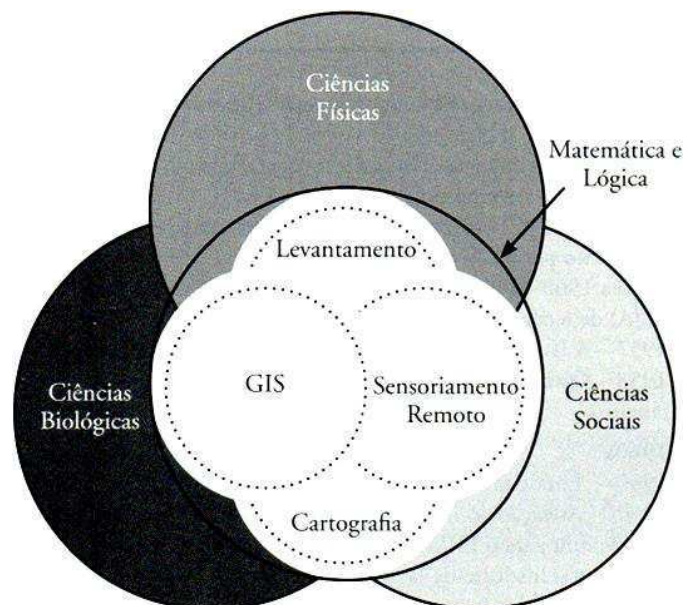 Ciências
Físicas
Matemática e
Lógica
Levantamento
Ciências
Biológicas
GIS
Sensoriamento
Remoto
Ciências
Sociais
Cartografia